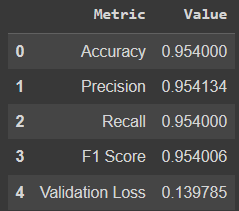 Metric Value
0 Accuracy 0.954000
1 Precision 0.954134
2 Recall 0.954000
3 F1 Score 0.954006
4 Validation Loss 0.139785